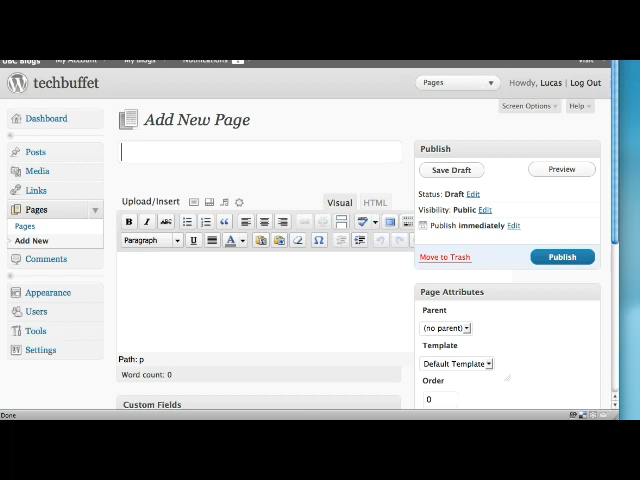 UBC Blogs My Account My Blogs Notifications Visit
techbuffet Pages Howdy, Lucas | Log Out
Screen Options Help
Dashboard
Add New Page
Posts
Media
Links
Pages
Pages
Add New
Comments
Appearance
Users
Tools
Settings
Upload/Insert Visual HTML
B I ABC
Paragraph U A Ω
Path: p
Word count: 0
Custom Fields
Publish
Save Draft Preview
Status: Draft Edit
Visibility: Public Edit
Publish immediately Edit
Move to Trash Publish
Page Attributes
Parent
(no parent)
Template
Default Template
Order
0
Done